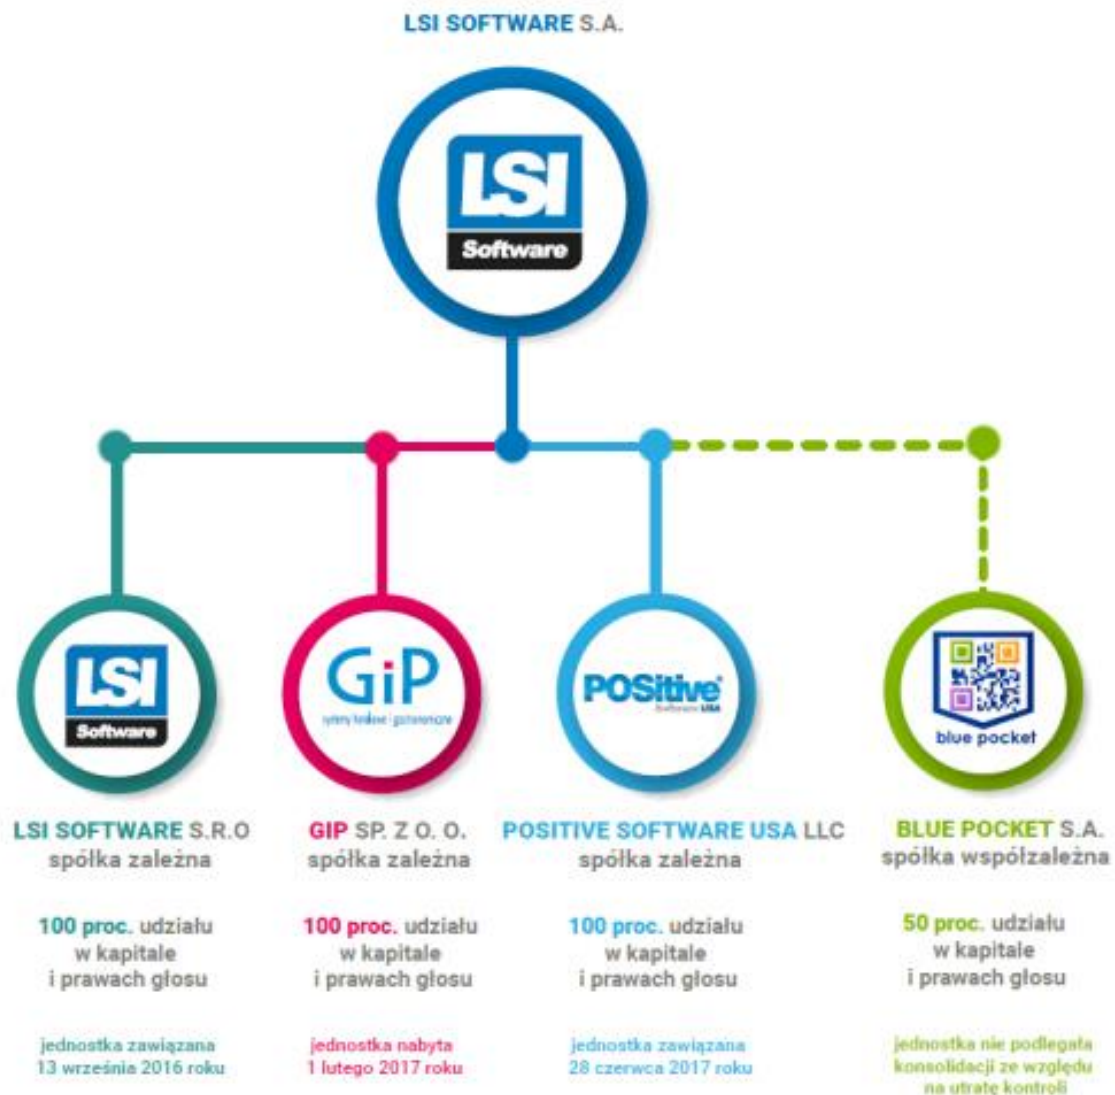 LSI SOFTWARE S.A.
LSI
Software
LSI
Software
GiP
POSitive
Software USA
blue pocket
LSI SOFTWARE S.R.O
spółka zależna
100 proc. udziału
w kapitale
i prawach głosu
jednostka zawiązana
13 września 2016 roku
GIP SP. Z O. O.
spółka zależna
100 proc. udziału
w kapitale
i prawach głosu
jednostka nabyta
1 lutego 2017 roku
POSITIVE SOFTWARE USA LLC
spółka zależna
100 proc. udziału
w kapitale
i prawach głosu
jednostka zawiązana
28 czerwca 2017 roku
BLUE POCKET S.A.
spółka współzależna
50 proc. udziału
w kapitale
i prawach głosu
jednostka nie podlegała
konsolidacji ze względu
na utratę kontroli